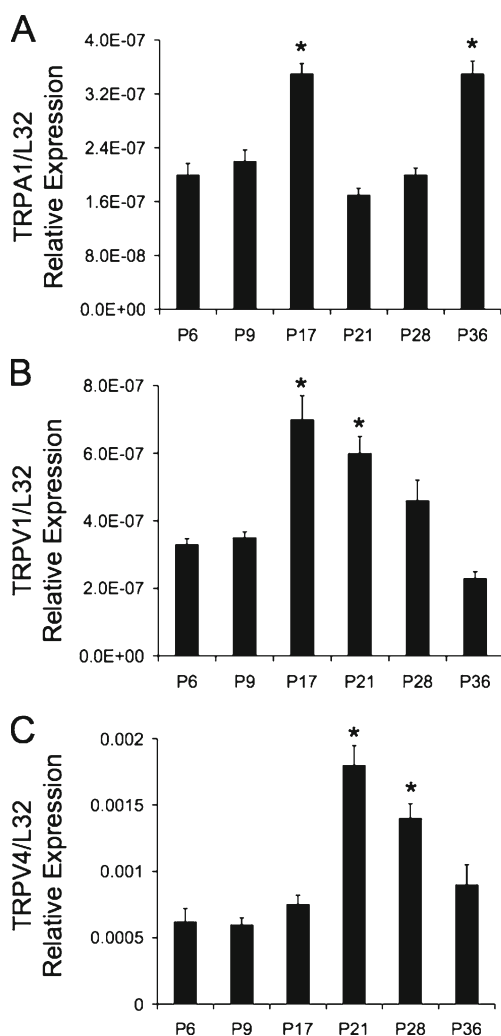 A
TRPA1/L32
Relative Expression
4.0E-07
3.2E-07
2.4E-07
1.6E-07
8.0E-08
0.0E+00
* *
P6 P9 P17 P21 P28 P36
B
TRPV1/L32
Relative Expression
8.0E-07
6.0E-07
4.0E-07
2.0E-07
0.0E+00
* *
P6 P9 P17 P21 P28 P36
C
TRPV4/L32
Relative Expression
0.002
0.0015
0.001
0.0005
0
* *
P6 P9 P17 P21 P28 P36